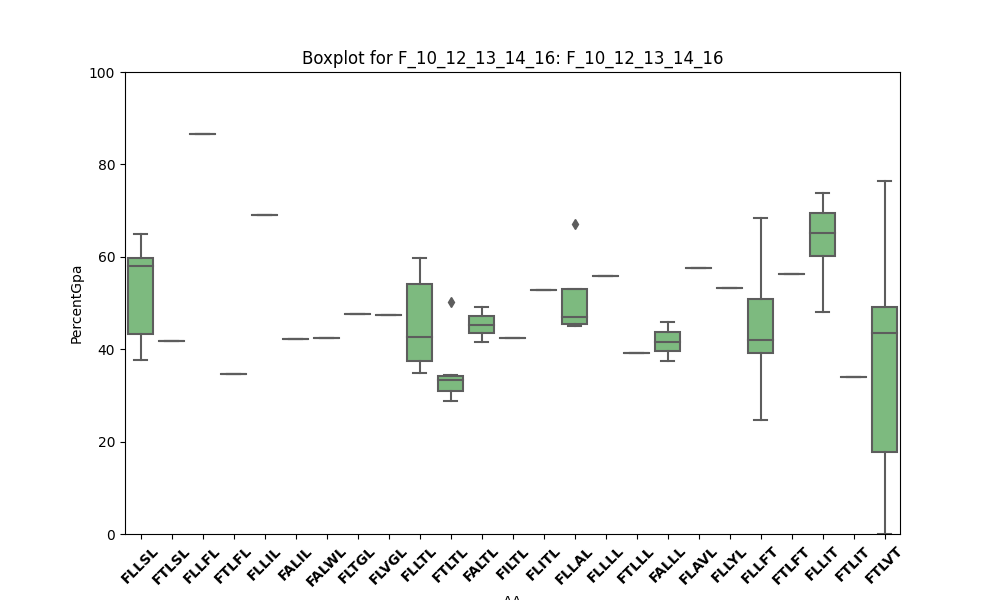 Boxplot for F_10_12_13_14_16: F_10_12_13_14_16
100
80
60
40
20
0
PercentGpa
FLLSL
FTLSL
FLLFL
FTLFL
FLLIL
FALIL
FALWL
FLTGL
FLVGL
FLLTL
FTLTL
FALTL
FILTL
FLITL
FLLAL
FLLLL
FTLLL
FALLL
FLAVL
FLLYL
FLLFT
FTLFT
FLLIT
FTLIT
FTLVT
AA